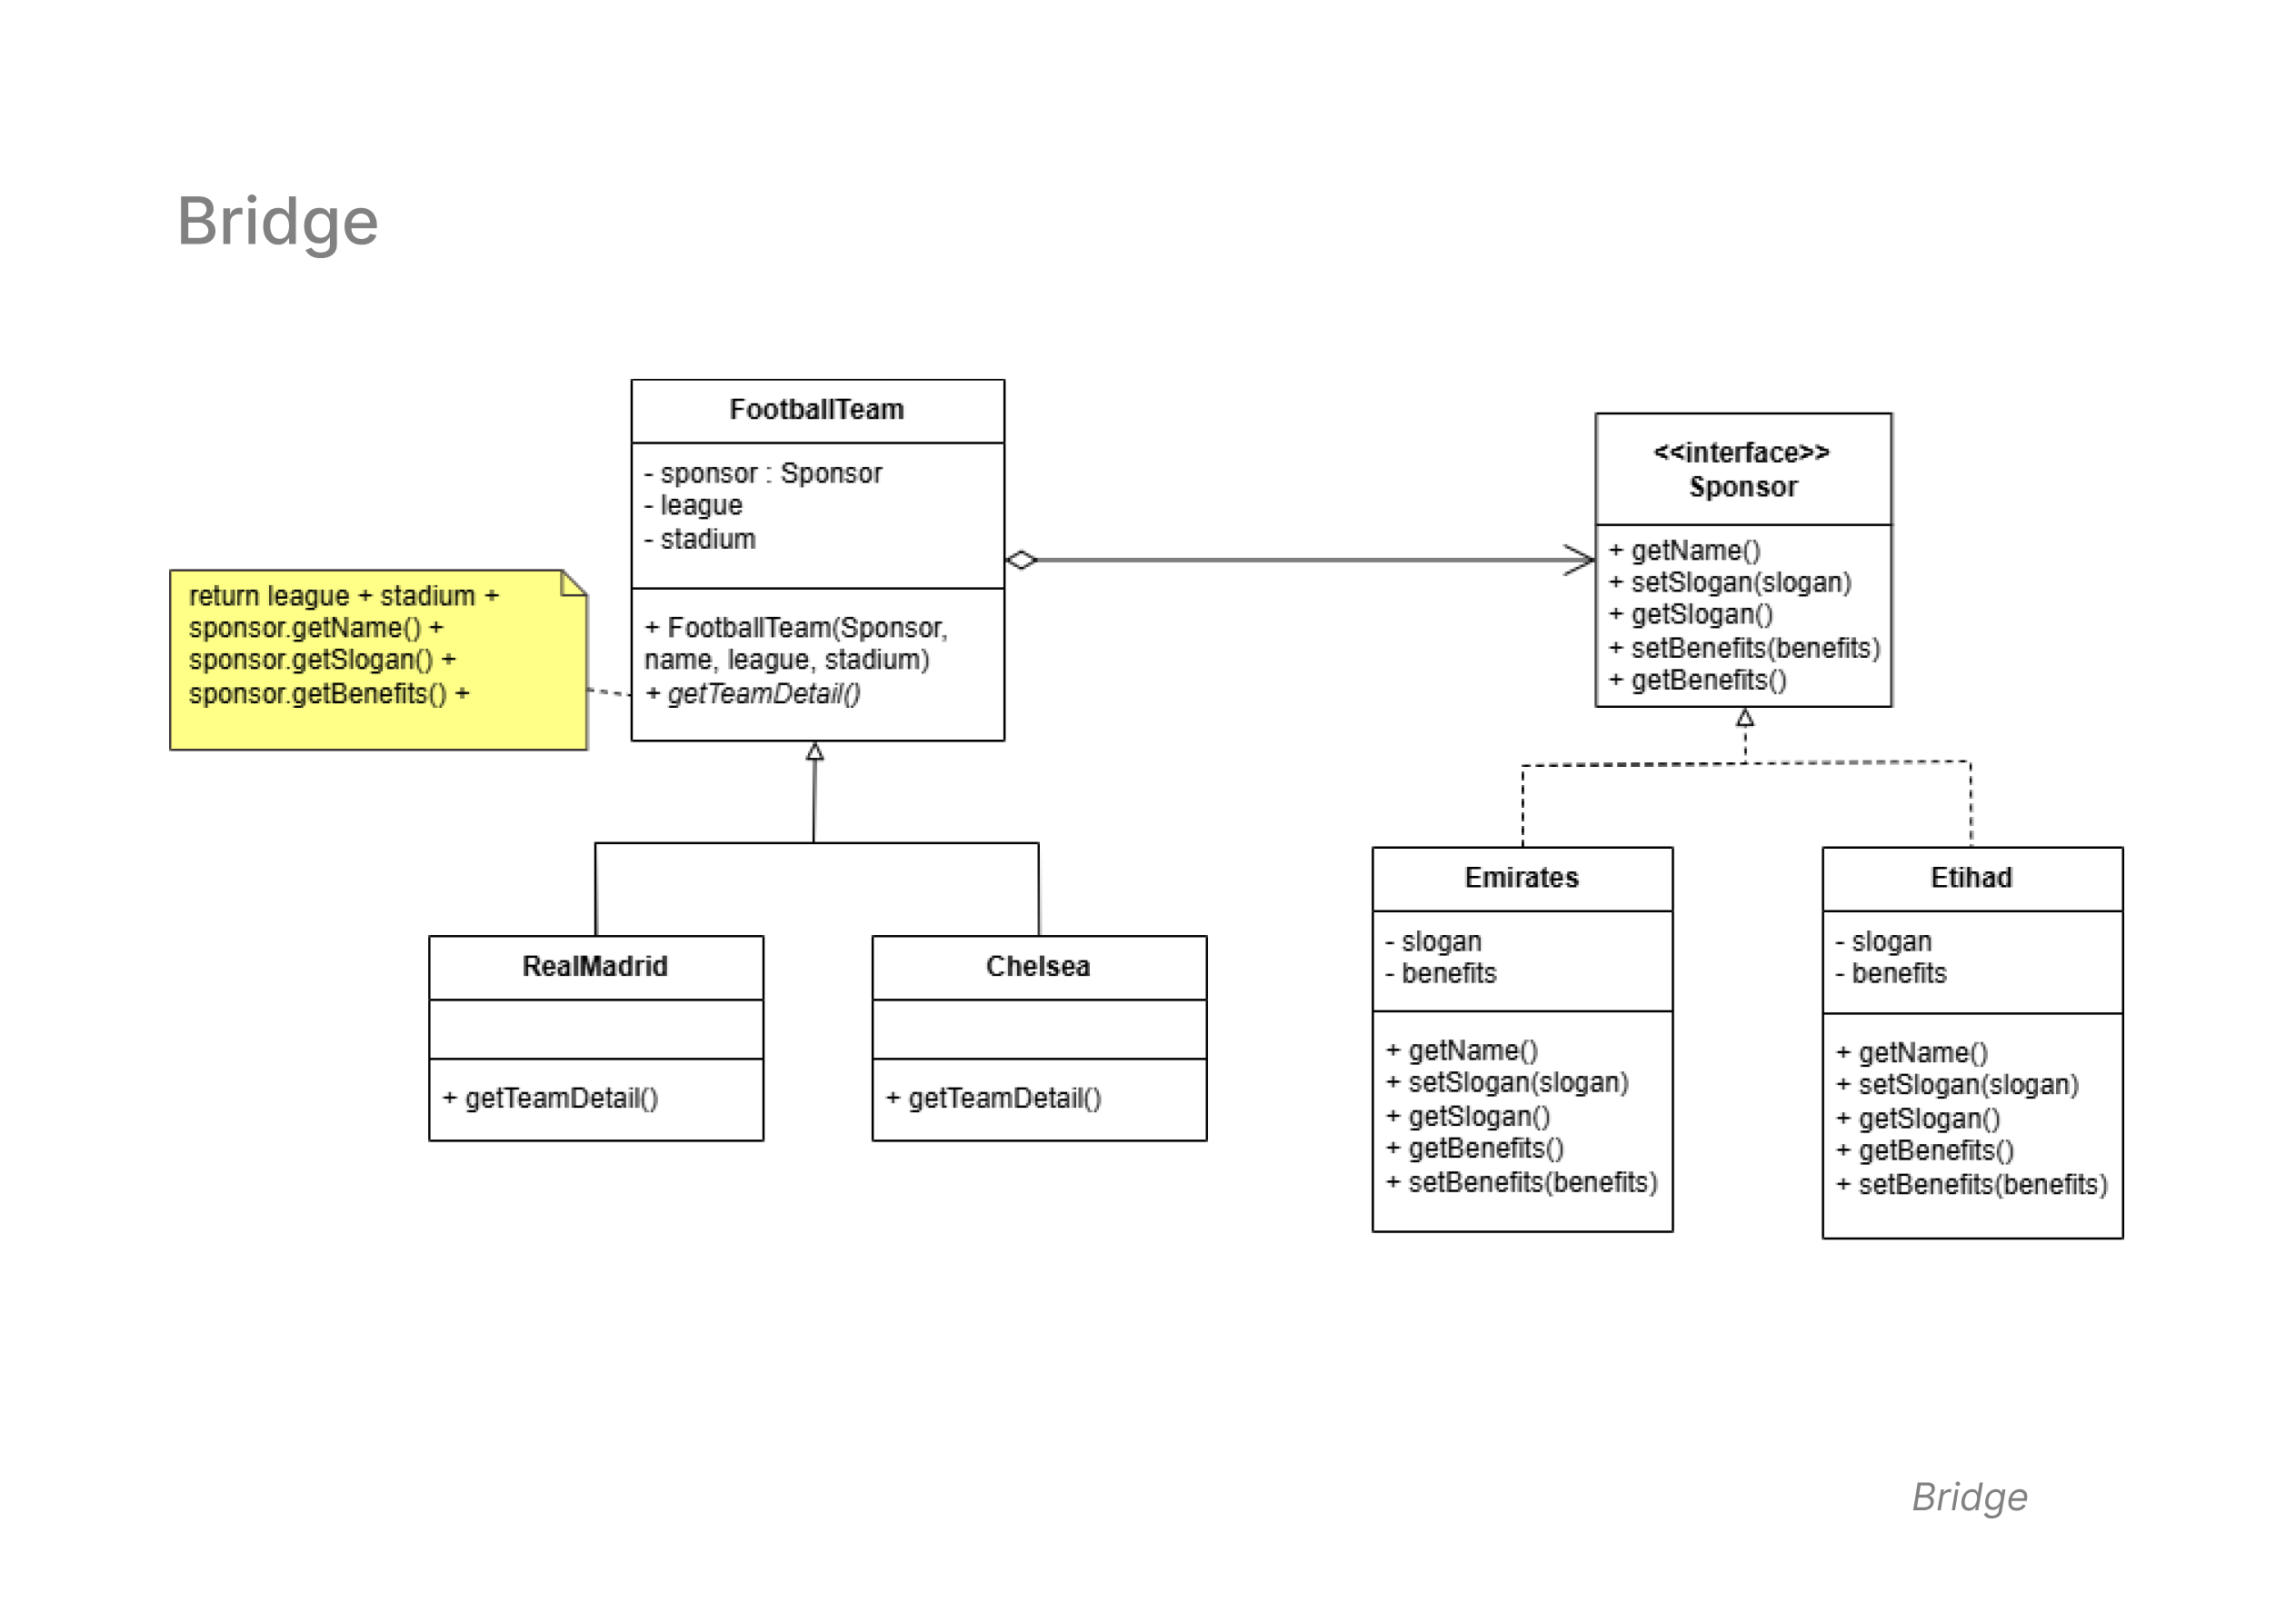 Bridge
FootballTeam
- sponsor : Sponsor
- league
- stadium
+ FootballTeam(Sponsor,
name, league, stadium)
+ getTeamDetail()
return league + stadium +
sponsor.getName() +
sponsor.getSlogan() +
sponsor.getBenefits() +
<<interface>>
Sponsor
+ getName()
+ setSlogan(slogan)
+ getSlogan()
+ setBenefits(benefits)
+ getBenefits()
RealMadrid
+ getTeamDetail()
Chelsea
+ getTeamDetail()
Emirates
- slogan
- benefits
+ getName()
+ setSlogan(slogan)
+ getSlogan()
+ getBenefits()
+ setBenefits(benefits)
Etihad
- slogan
- benefits
+ getName()
+ setSlogan(slogan)
+ getSlogan()
+ getBenefits()
+ setBenefits(benefits)
Bridge